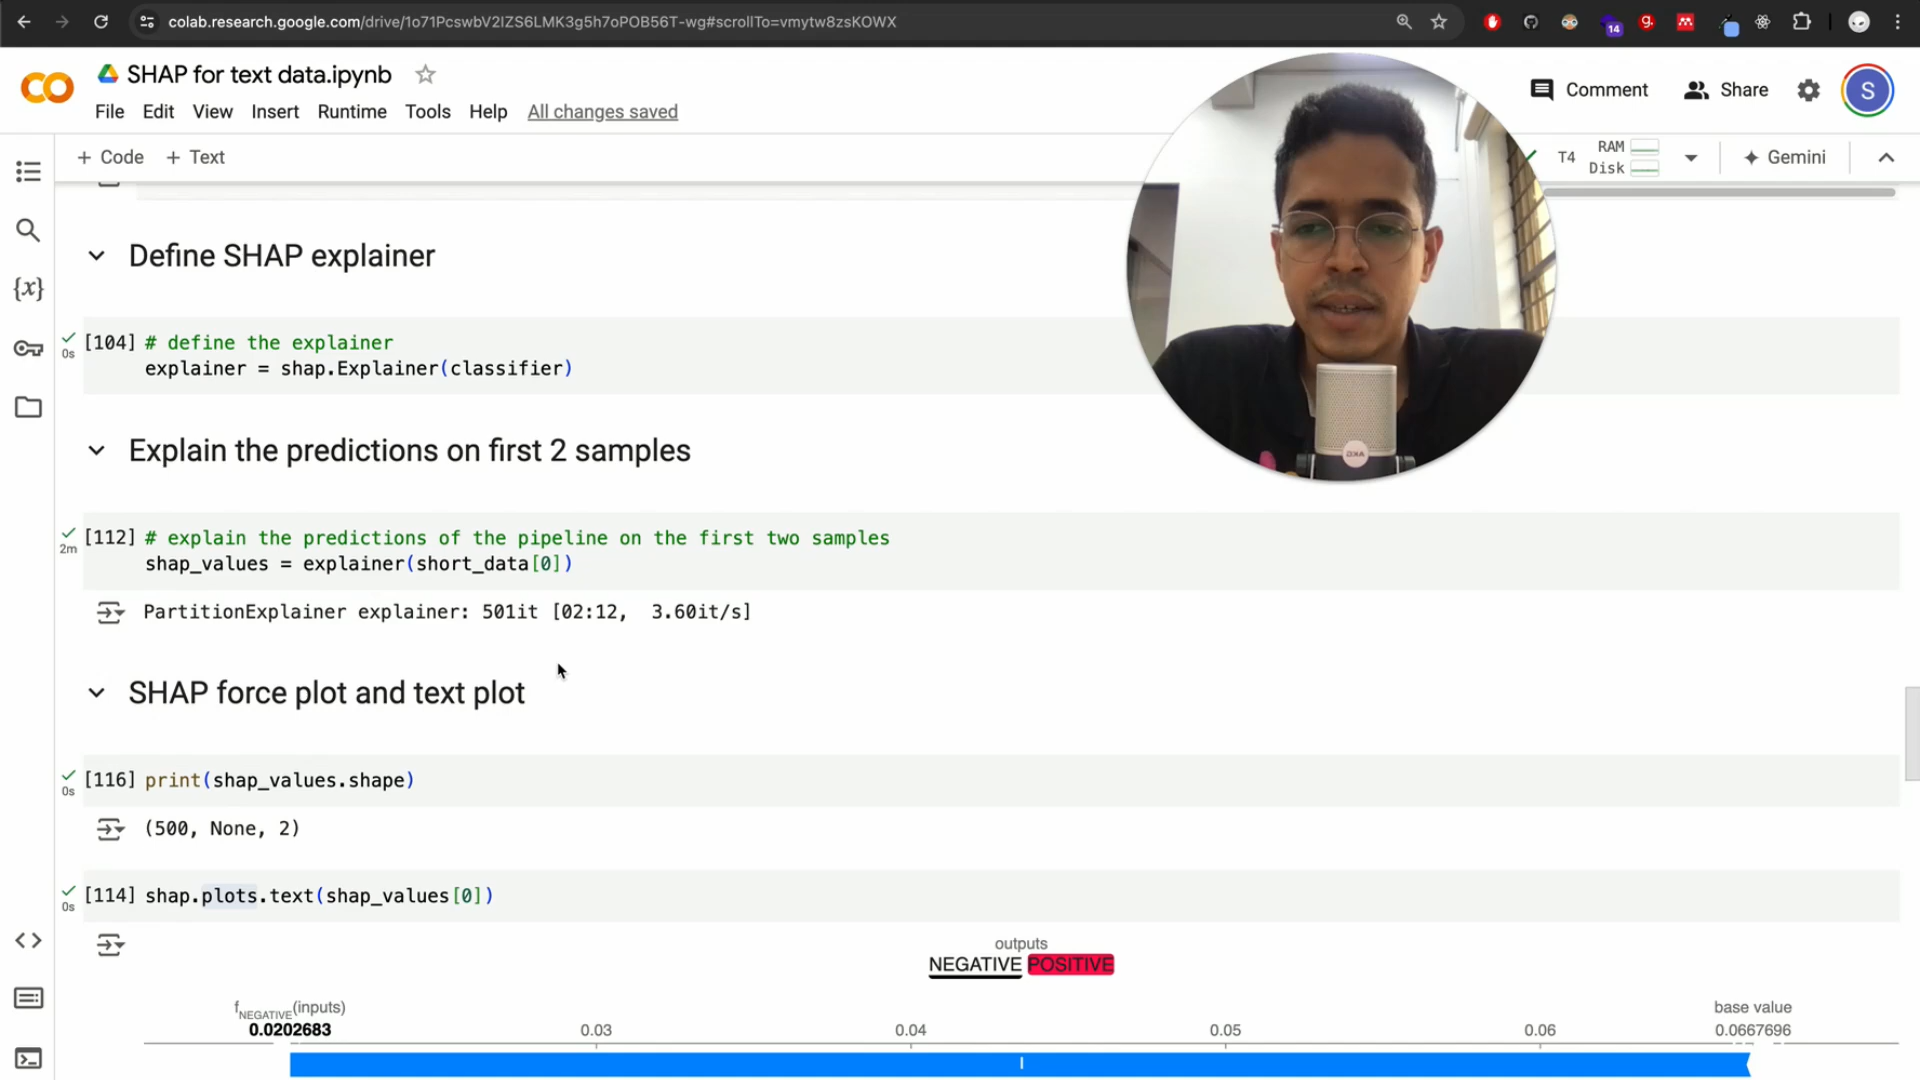 colab.research.google.com/drive/1o71PcswbV2IZS6LMK3g5h7oPOB56T-wg#scrollTo=vmytw8zsKOWX
14
g.
SHAP for text data.ipynb
Comment
Share
S
File Edit View Insert Runtime Tools Help All changes saved
+ Code + Text
T4
RAM
Disk
Gemini
Define SHAP explainer
0s
[104] # define the explainer
explainer = shap.Explainer(classifier)
Explain the predictions on first 2 samples
2m
[112] # explain the predictions of the pipeline on the first two samples
shap_values = explainer(short_data[0])
PartitionExplainer explainer: 501it [02:12, 3.60it/s]
SHAP force plot and text plot
0s
[116] print(shap_values.shape)
(500, None, 2)
0s
[114] shap.plots.text(shap_values[0])
outputs
NEGATIVE POSITIVE
fNEGATIVE(inputs)
base value
0.0202683 0.03 0.04 0.05 0.06 0.0667696